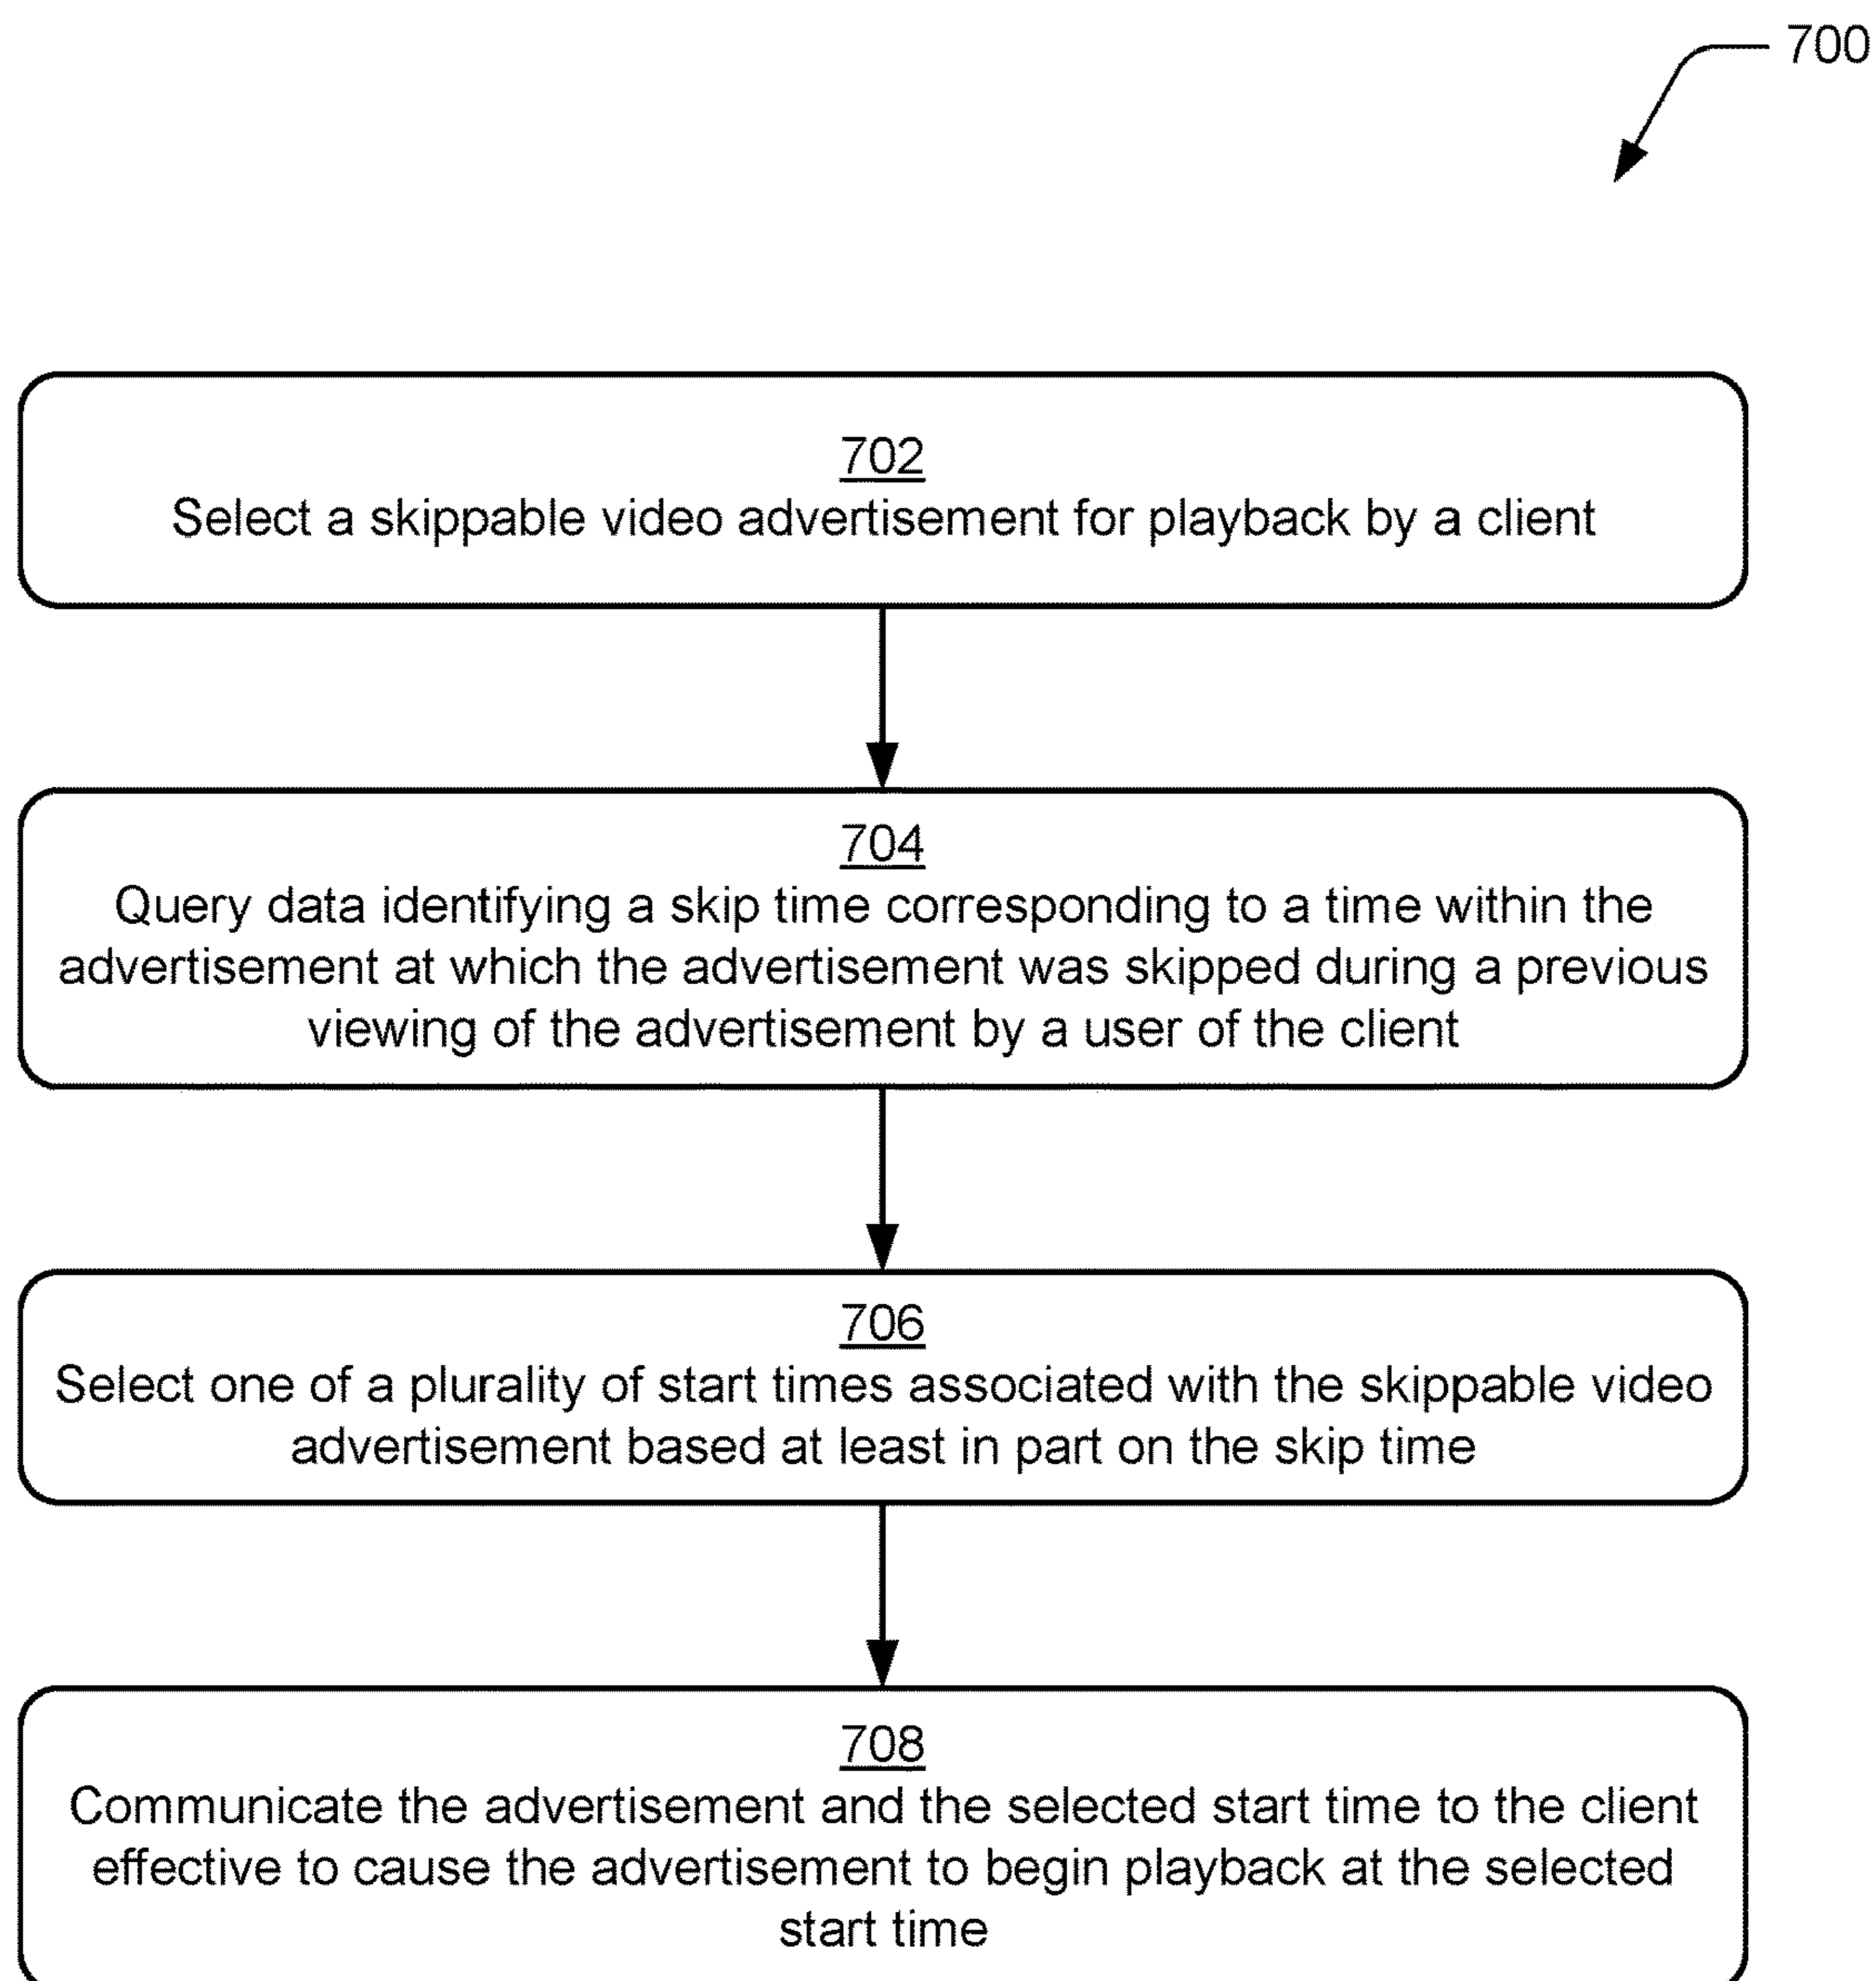 700
702
Select a skippable video advertisement for playback by a client
704
Query data identifying a skip time corresponding to a time within the
advertisement at which the advertisement was skipped during a previous
viewing of the advertisement by a user of the client
706
Select one of a plurality of start times associated with the skippable video
advertisement based at least in part on the skip time
708
Communicate the advertisement and the selected start time to the client
effective to cause the advertisement to begin playback at the selected
start time